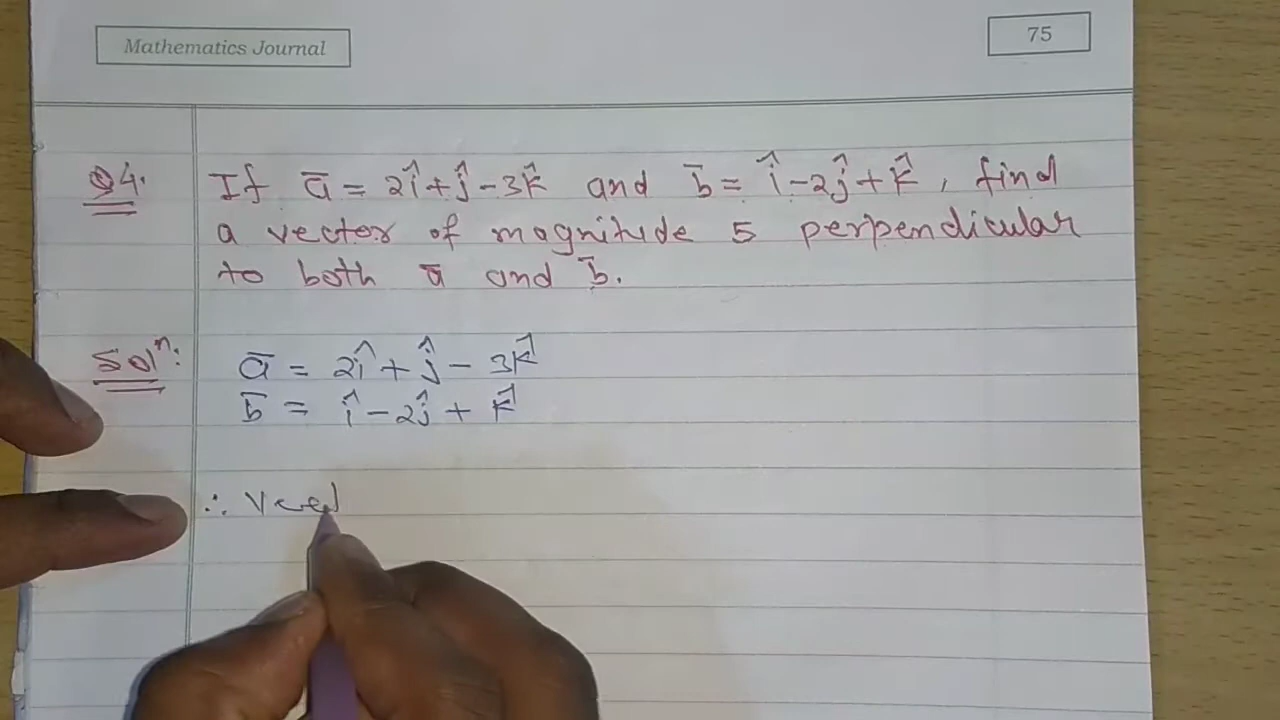 Mathematics Journal
75
Q4. If a̅ = 2î + ĵ - 3k̂ and b̅ = î - 2ĵ + k̂, find
a vector of magnitude 5 perpendicular
to both a̅ and b̅.
Solⁿ: a̅ = 2î + ĵ - 3k̂
b̅ = î - 2ĵ + k̂
∴